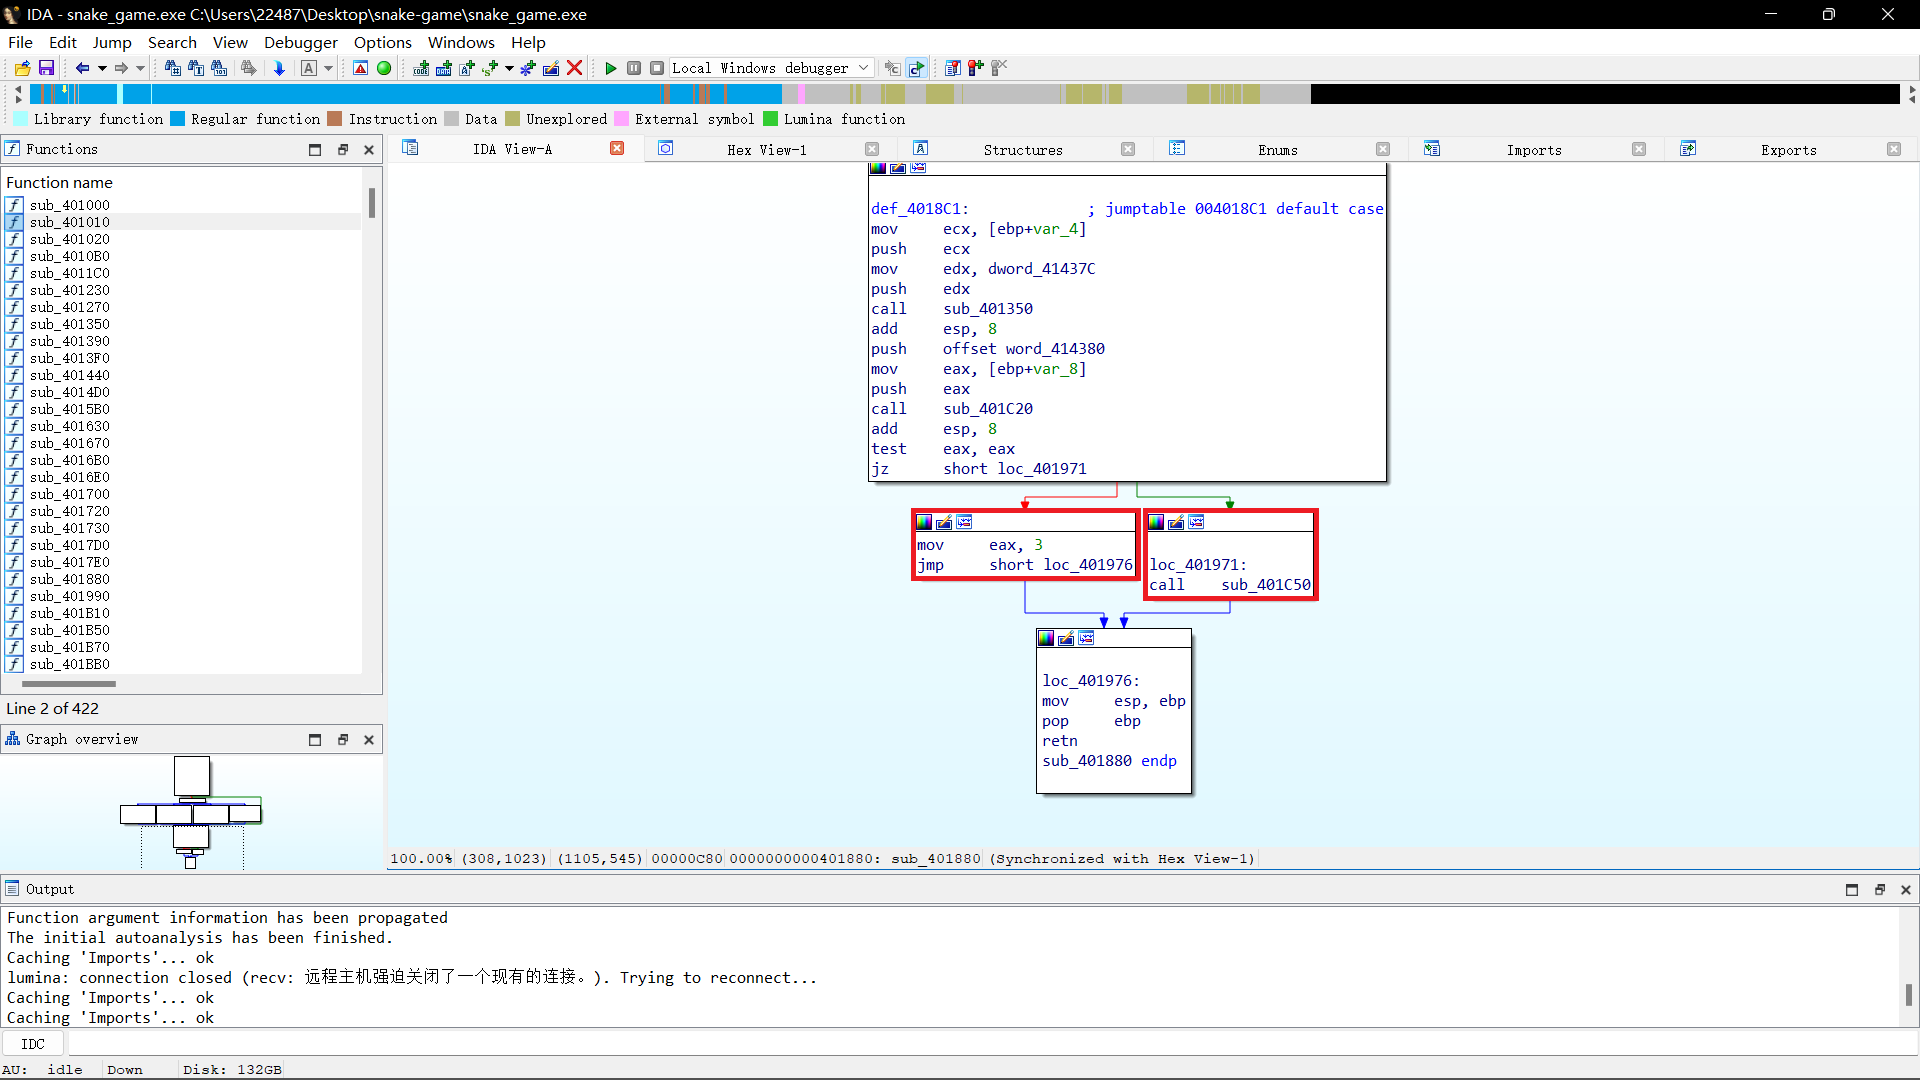 IDA - snake_game.exe C:\Users\22487\Desktop\snake-game\snake_game.exe
File Edit Jump Search View Debugger Options Windows Help
Local Windows debugger
Library function Regular function Instruction Data Unexplored External symbol Lumina function
Functions
IDA View-A Hex View-1 Structures Enums Imports Exports
Function name
sub_401000
sub_401010
sub_401020
sub_4010B0
sub_4011C0
sub_401230
sub_401270
sub_401350
sub_401390
sub_4013F0
sub_401440
sub_4014D0
sub_4015B0
sub_401630
sub_401670
sub_4016B0
sub_4016E0
sub_401700
sub_401720
sub_401730
sub_4017D0
sub_4017E0
sub_401880
sub_401990
sub_401B10
sub_401B50
sub_401B70
sub_401BB0
Line 2 of 422
Graph overview
def_4018C1: ; jumptable 004018C1 default case
mov ecx, [ebp+var_4]
push ecx
mov edx, dword_41437C
push edx
call sub_401350
add esp, 8
push offset word_414380
mov eax, [ebp+var_8]
push eax
call sub_401C20
add esp, 8
test eax, eax
jz short loc_401971
mov eax, 3
jmp short loc_401976
loc_401971:
call sub_401C50
loc_401976:
mov esp, ebp
pop ebp
retn
sub_401880 endp
100.00% (308,1023) (1105,545) 00000C80 0000000000401880: sub_401880 (Synchronized with Hex View-1)
Output
Function argument information has been propagated
The initial autoanalysis has been finished.
Caching 'Imports'... ok
lumina: connection closed (recv: 远程主机强迫关闭了一个现有的连接。). Trying to reconnect...
Caching 'Imports'... ok
Caching 'Imports'... ok
IDC
AU: idle Down Disk: 132GB